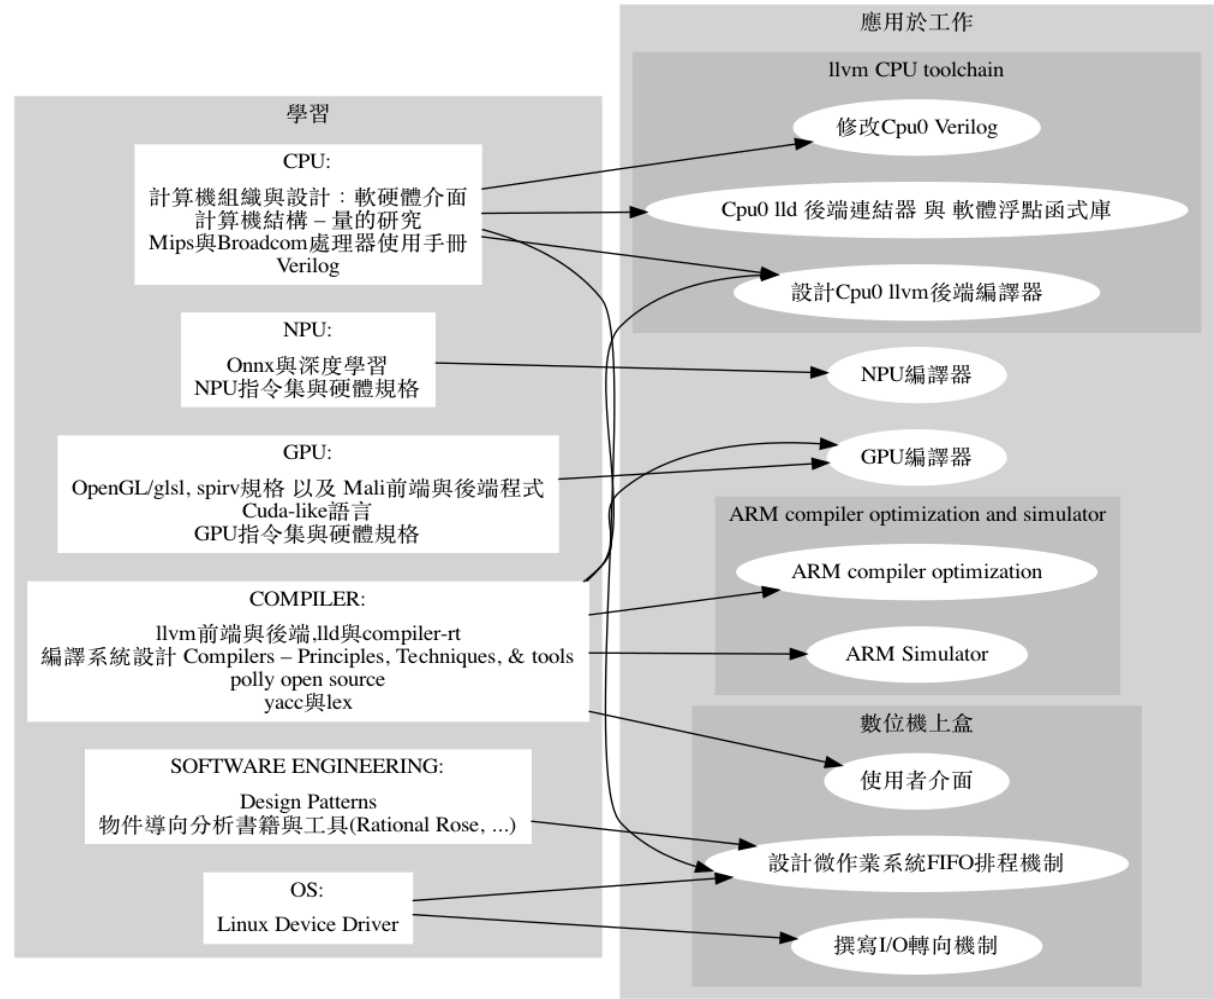 學習
CPU:
計算機組織與設計：軟硬體介面
計算機結構 – 量的研究
Mips與Broadcom處理器使用手冊
Verilog
NPU:
Onnx與深度學習
NPU指令集與硬體規格
GPU:
OpenGL/glsl, spirv規格 以及 Mali前端與後端程式
Cuda-like語言
GPU指令集與硬體規格
COMPILER:
llvm前端與後端,lld與compiler-rt
編譯系統設計 Compilers – Principles, Techniques, & tools
polly open source
yacc與lex
SOFTWARE ENGINEERING:
Design Patterns
物件導向分析書籍與工具(Rational Rose, ...)
OS:
Linux Device Driver
應用於工作
llvm CPU toolchain
修改Cpu0 Verilog
Cpu0 lld 後端連結器 與 軟體浮點函式庫
設計Cpu0 llvm後端編譯器
NPU編譯器
GPU編譯器
ARM compiler optimization and simulator
ARM compiler optimization
ARM Simulator
數位機上盒
使用者介面
設計微作業系統FIFO排程機制
撰寫I/O轉向機制